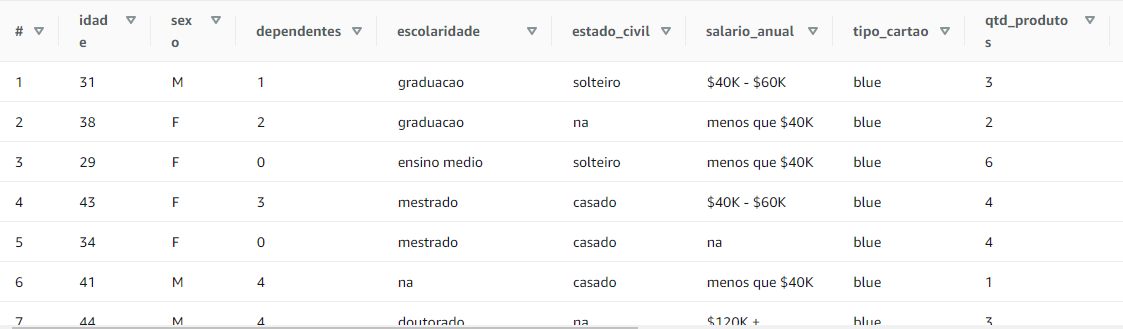 # idade sexo dependentes escolaridade estado_civil salario_anual tipo_cartao qtd_produtos
1 31 M 1 graduacao solteiro $40K - $60K blue 3
2 38 F 2 graduacao na menos que $40K blue 2
3 29 F 0 ensino medio solteiro menos que $40K blue 6
4 43 F 3 mestrado casado $40K - $60K blue 4
5 34 F 0 mestrado casado na blue 4
6 41 M 4 na casado menos que $40K blue 1
7 44 M 4 doutorado na $120K + blue 3